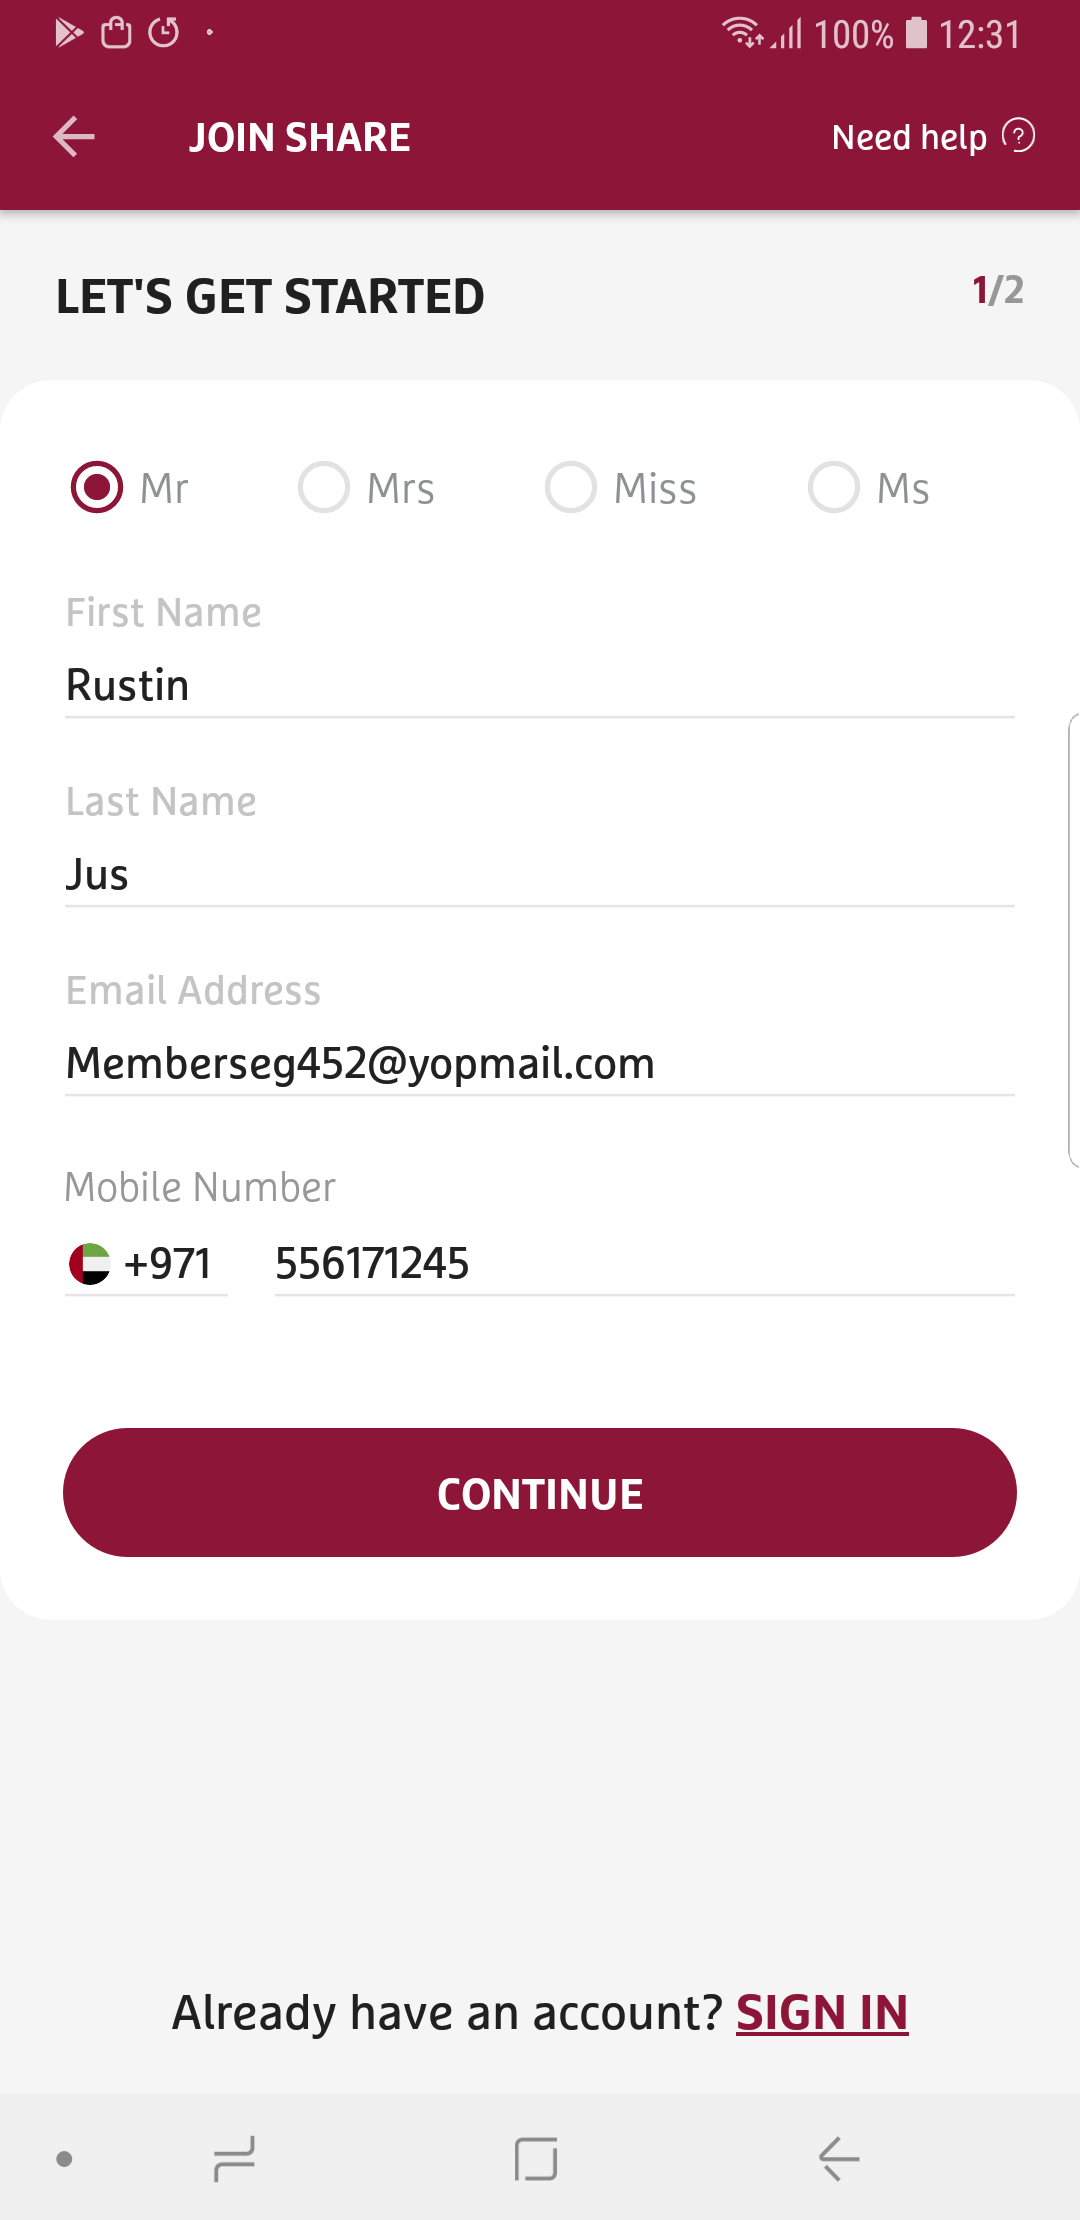 100% 12:31
JOIN SHARE Need help ?
LET'S GET STARTED 1/2
Mr Mrs Miss Ms
First Name
Rustin
Last Name
Jus
Email Address
Memberseg452@yopmail.com
Mobile Number
+971 556171245
CONTINUE
Already have an account? SIGN IN